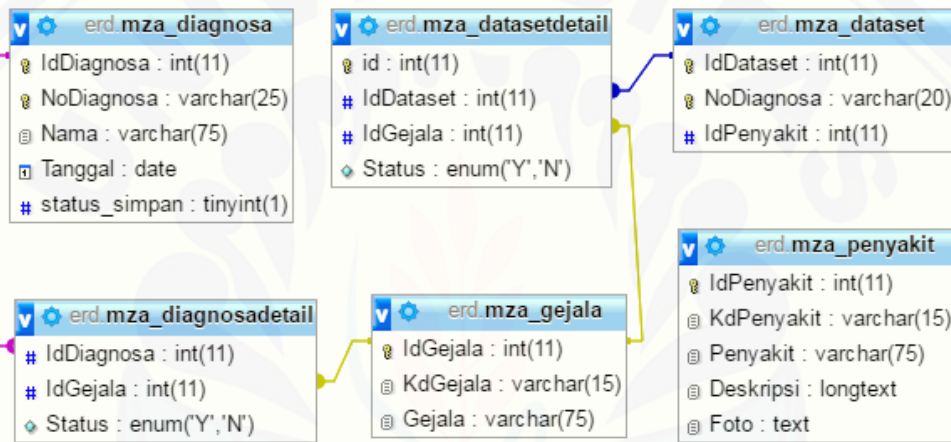 erd.mza_diagnosa
IdDiagnosa : int(11)
NoDiagnosa : varchar(25)
Nama : varchar(75)
Tanggal : date
status_simpan : tinyint(1)
erd.mza_datasetdetail
id : int(11)
IdDataset : int(11)
IdGejala : int(11)
Status : enum('Y','N')
erd.mza_dataset
IdDataset : int(11)
NoDiagnosa : varchar(20)
IdPenyakit : int(11)
erd.mza_diagnosadetail
IdDiagnosa : int(11)
IdGejala : int(11)
Status : enum('Y','N')
erd.mza_gejala
IdGejala : int(11)
KdGejala : varchar(15)
Gejala : varchar(75)
erd.mza_penyakit
IdPenyakit : int(11)
KdPenyakit : varchar(15)
Penyakit : varchar(75)
Deskripsi : longtext
Foto : text